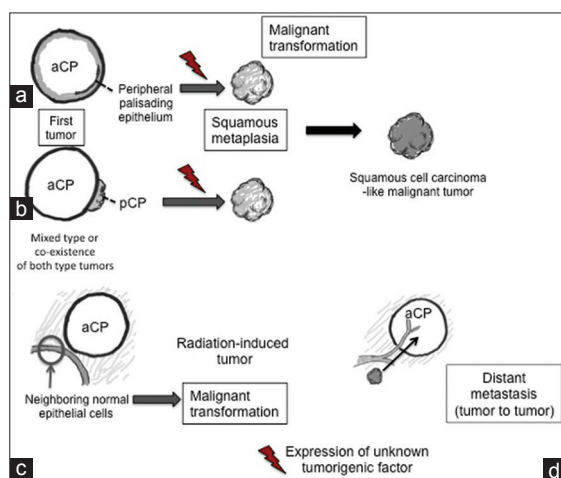 aCP
Malignant
transformation
a
Peripheral
palisading
epithelium
First
tumor
Squamous
metaplasia
Squamous cell carcinoma
-like malignant tumor
aCP
pCP
b
Mixed type or
co-existence
of both type tumors
aCP
Radiation-induced
tumor
Neighboring normal
epithelial cells
Malignant
transformation
aCP
Distant
metastasis
(tumor to tumor)
c
Expression of unknown
tumorigenic factor
d